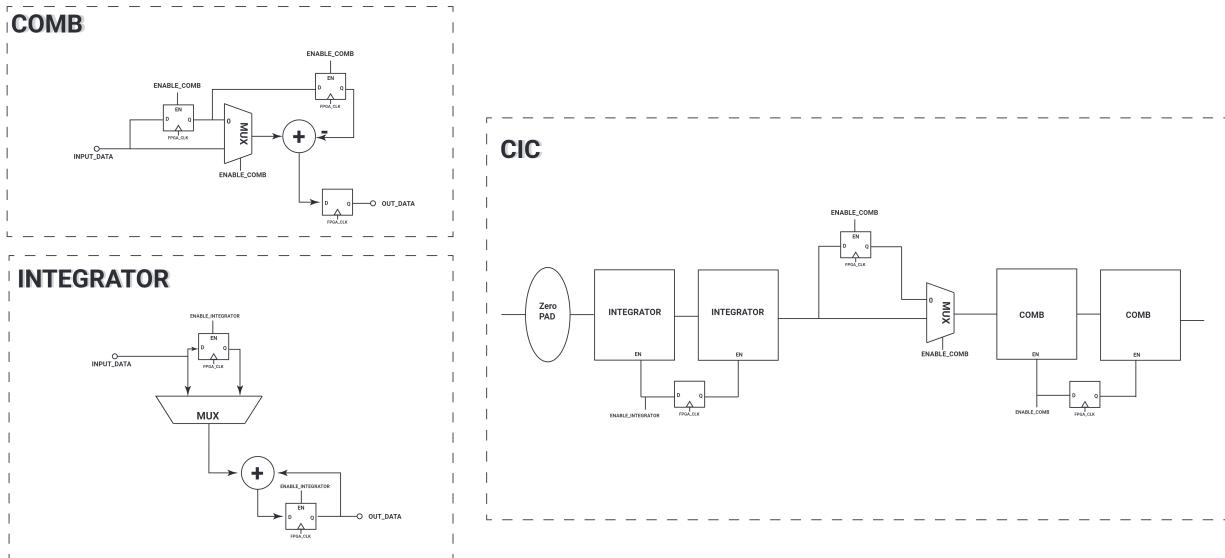 COMB
ENABLE_COMB
EN
D Q
FPGA_CLK
ENABLE_COMB
EN
D Q
FPGA_CLK
0
MUX
+
-
INPUT_DATA
ENABLE_COMB
D Q
OUT_DATA
FPGA_CLK
INTEGRATOR
ENABLE_INTEGRATOR
EN
D Q
FPGA_CLK
INPUT_DATA
MUX
+
ENABLE_INTEGRATOR
EN
D Q
OUT_DATA
FPGA_CLK
CIC
ENABLE_COMB
EN
D Q
FPGA_CLK
Zero
PAD
INTEGRATOR
EN
INTEGRATOR
EN
0
MUX
ENABLE_COMB
COMB
EN
COMB
EN
D Q
FPGA_CLK
ENABLE_INTEGRATOR
D Q
FPGA_CLK
ENABLE_COMB